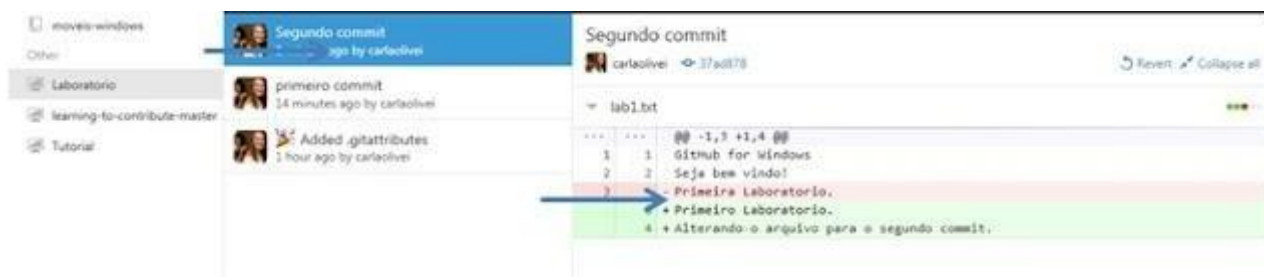 moveis-windows
Other
Laboratorio
learning-to-contribute-master
Tutorial
Segundo commit
ago by carlaolivei
primeiro commit
14 minutes ago by carlaolivei
Added .gitattributes
1 hour ago by carlaolivei
Segundo commit
carlaolivei 37ad878
Revert Collapse all
lab1.txt
@@ -1,3 +1,4 @@
1 1 GitHub for Windows
2 2 Seja bem vindo!
3 - Primeira Laboratorio.
+ Primeiro Laboratorio.
4 + Alterando o arquivo para o segundo commit.